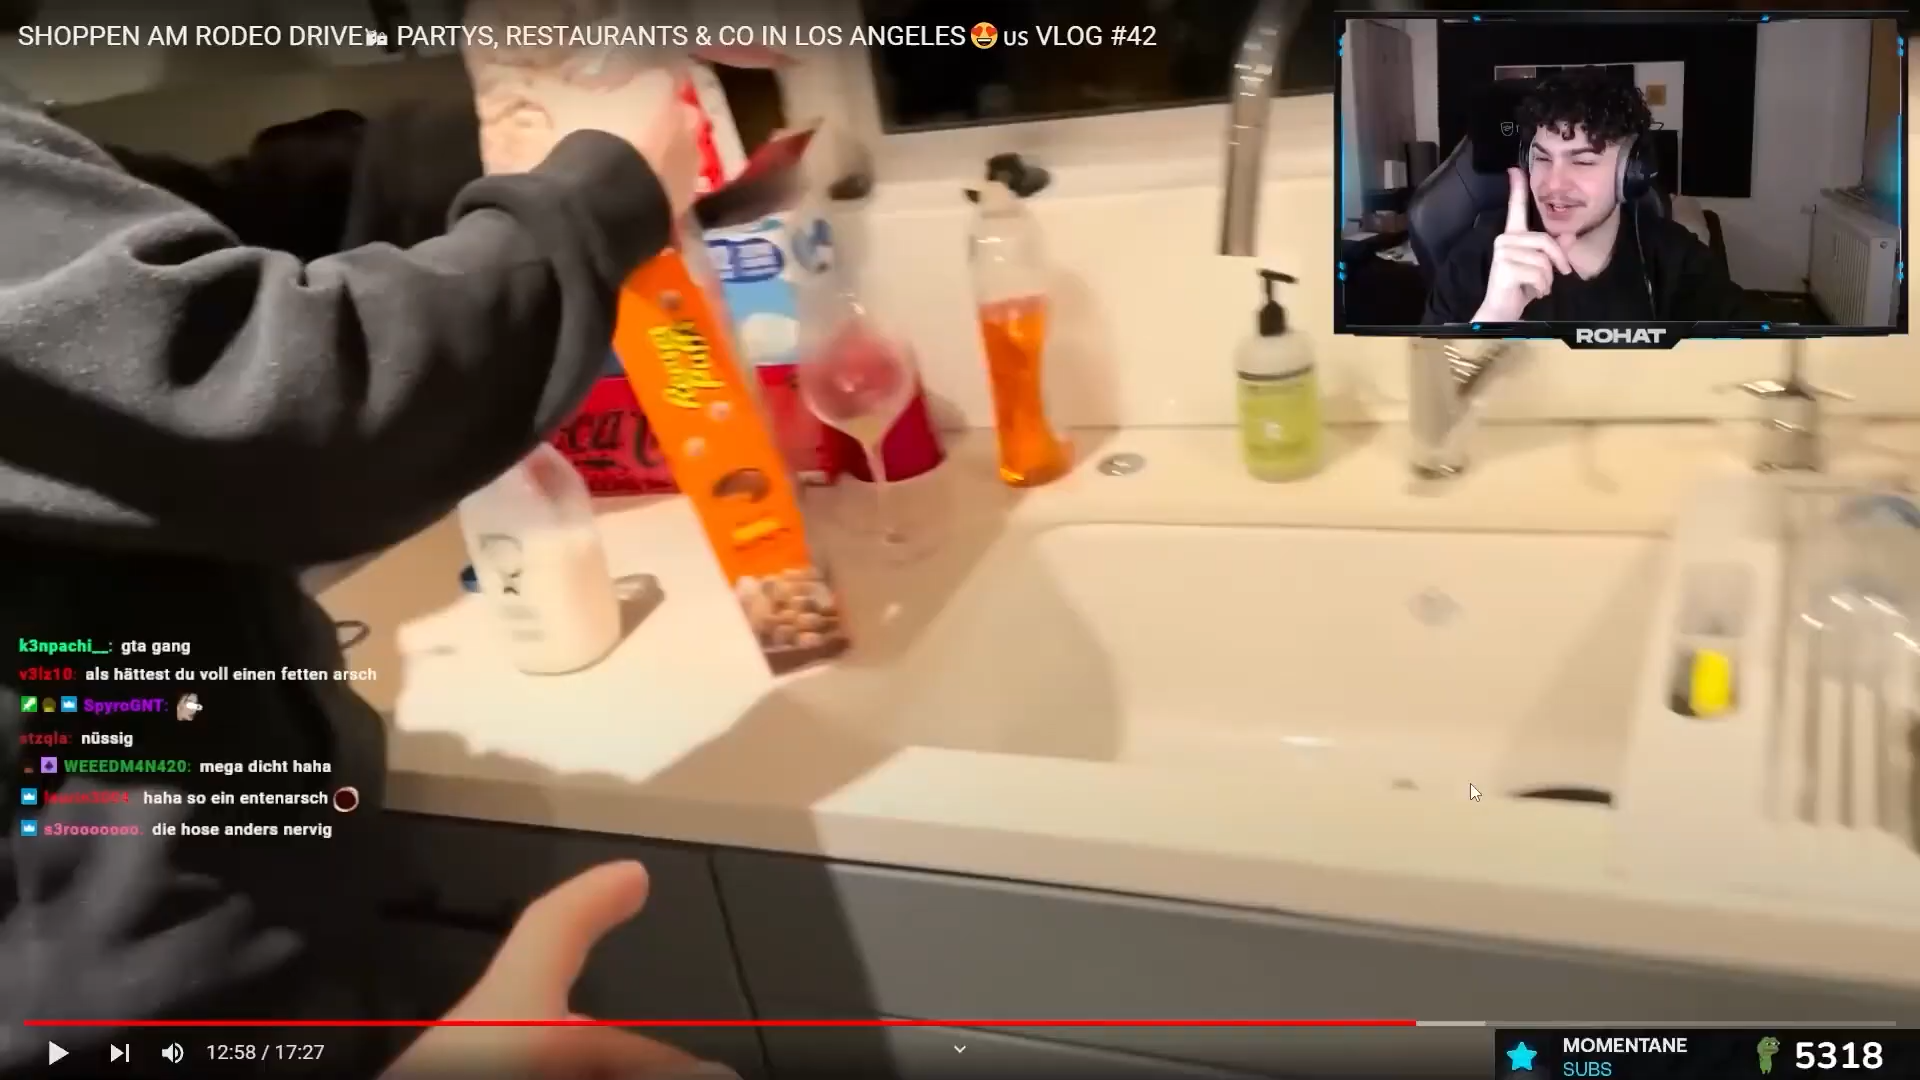 SHOPPEN AM RODEO DRIVE🛍 PARTYS, RESTAURANTS & CO IN LOS ANGELES😍us VLOG #42
ROHAT
k3npachi__: gta gang
v3lz10: als hättest du voll einen fetten arsch
SpyroGNT:
stzqla: nüssig
WEEEDM4N420: mega dicht haha
haha so ein entenarsch
s3rooooooo: die hose anders nervig
12:58 / 17:27
MOMENTANE
SUBS
5318